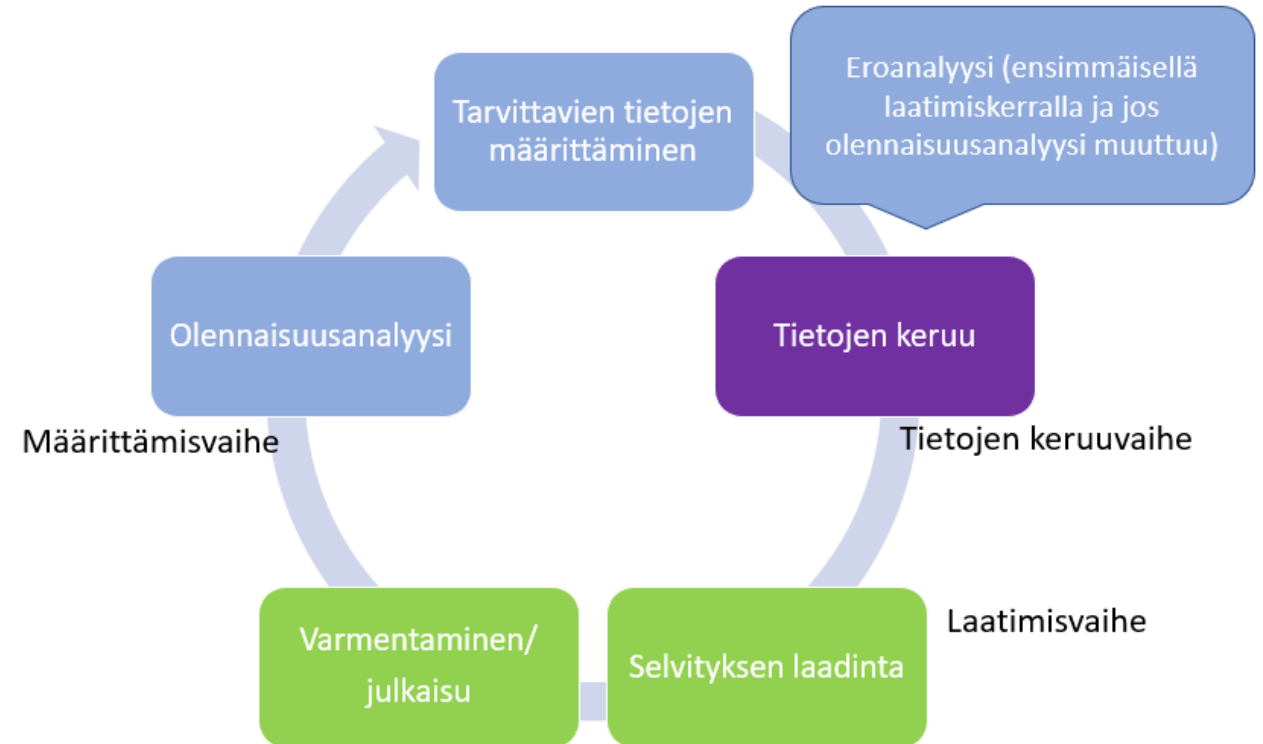 Eroanalyysi (ensimmäisellä
laatimiskerralla ja jos
olennaisuusanalyysi muuttuu)
Tarvittavien tietojen
määrittäminen
Olennaisuusanalyysi
Tietojen keruu
Määrittämisvaihe
Tietojen keruuvaihe
Varmentaminen/
julkaisu
Selvityksen laadinta
Laatimisvaihe